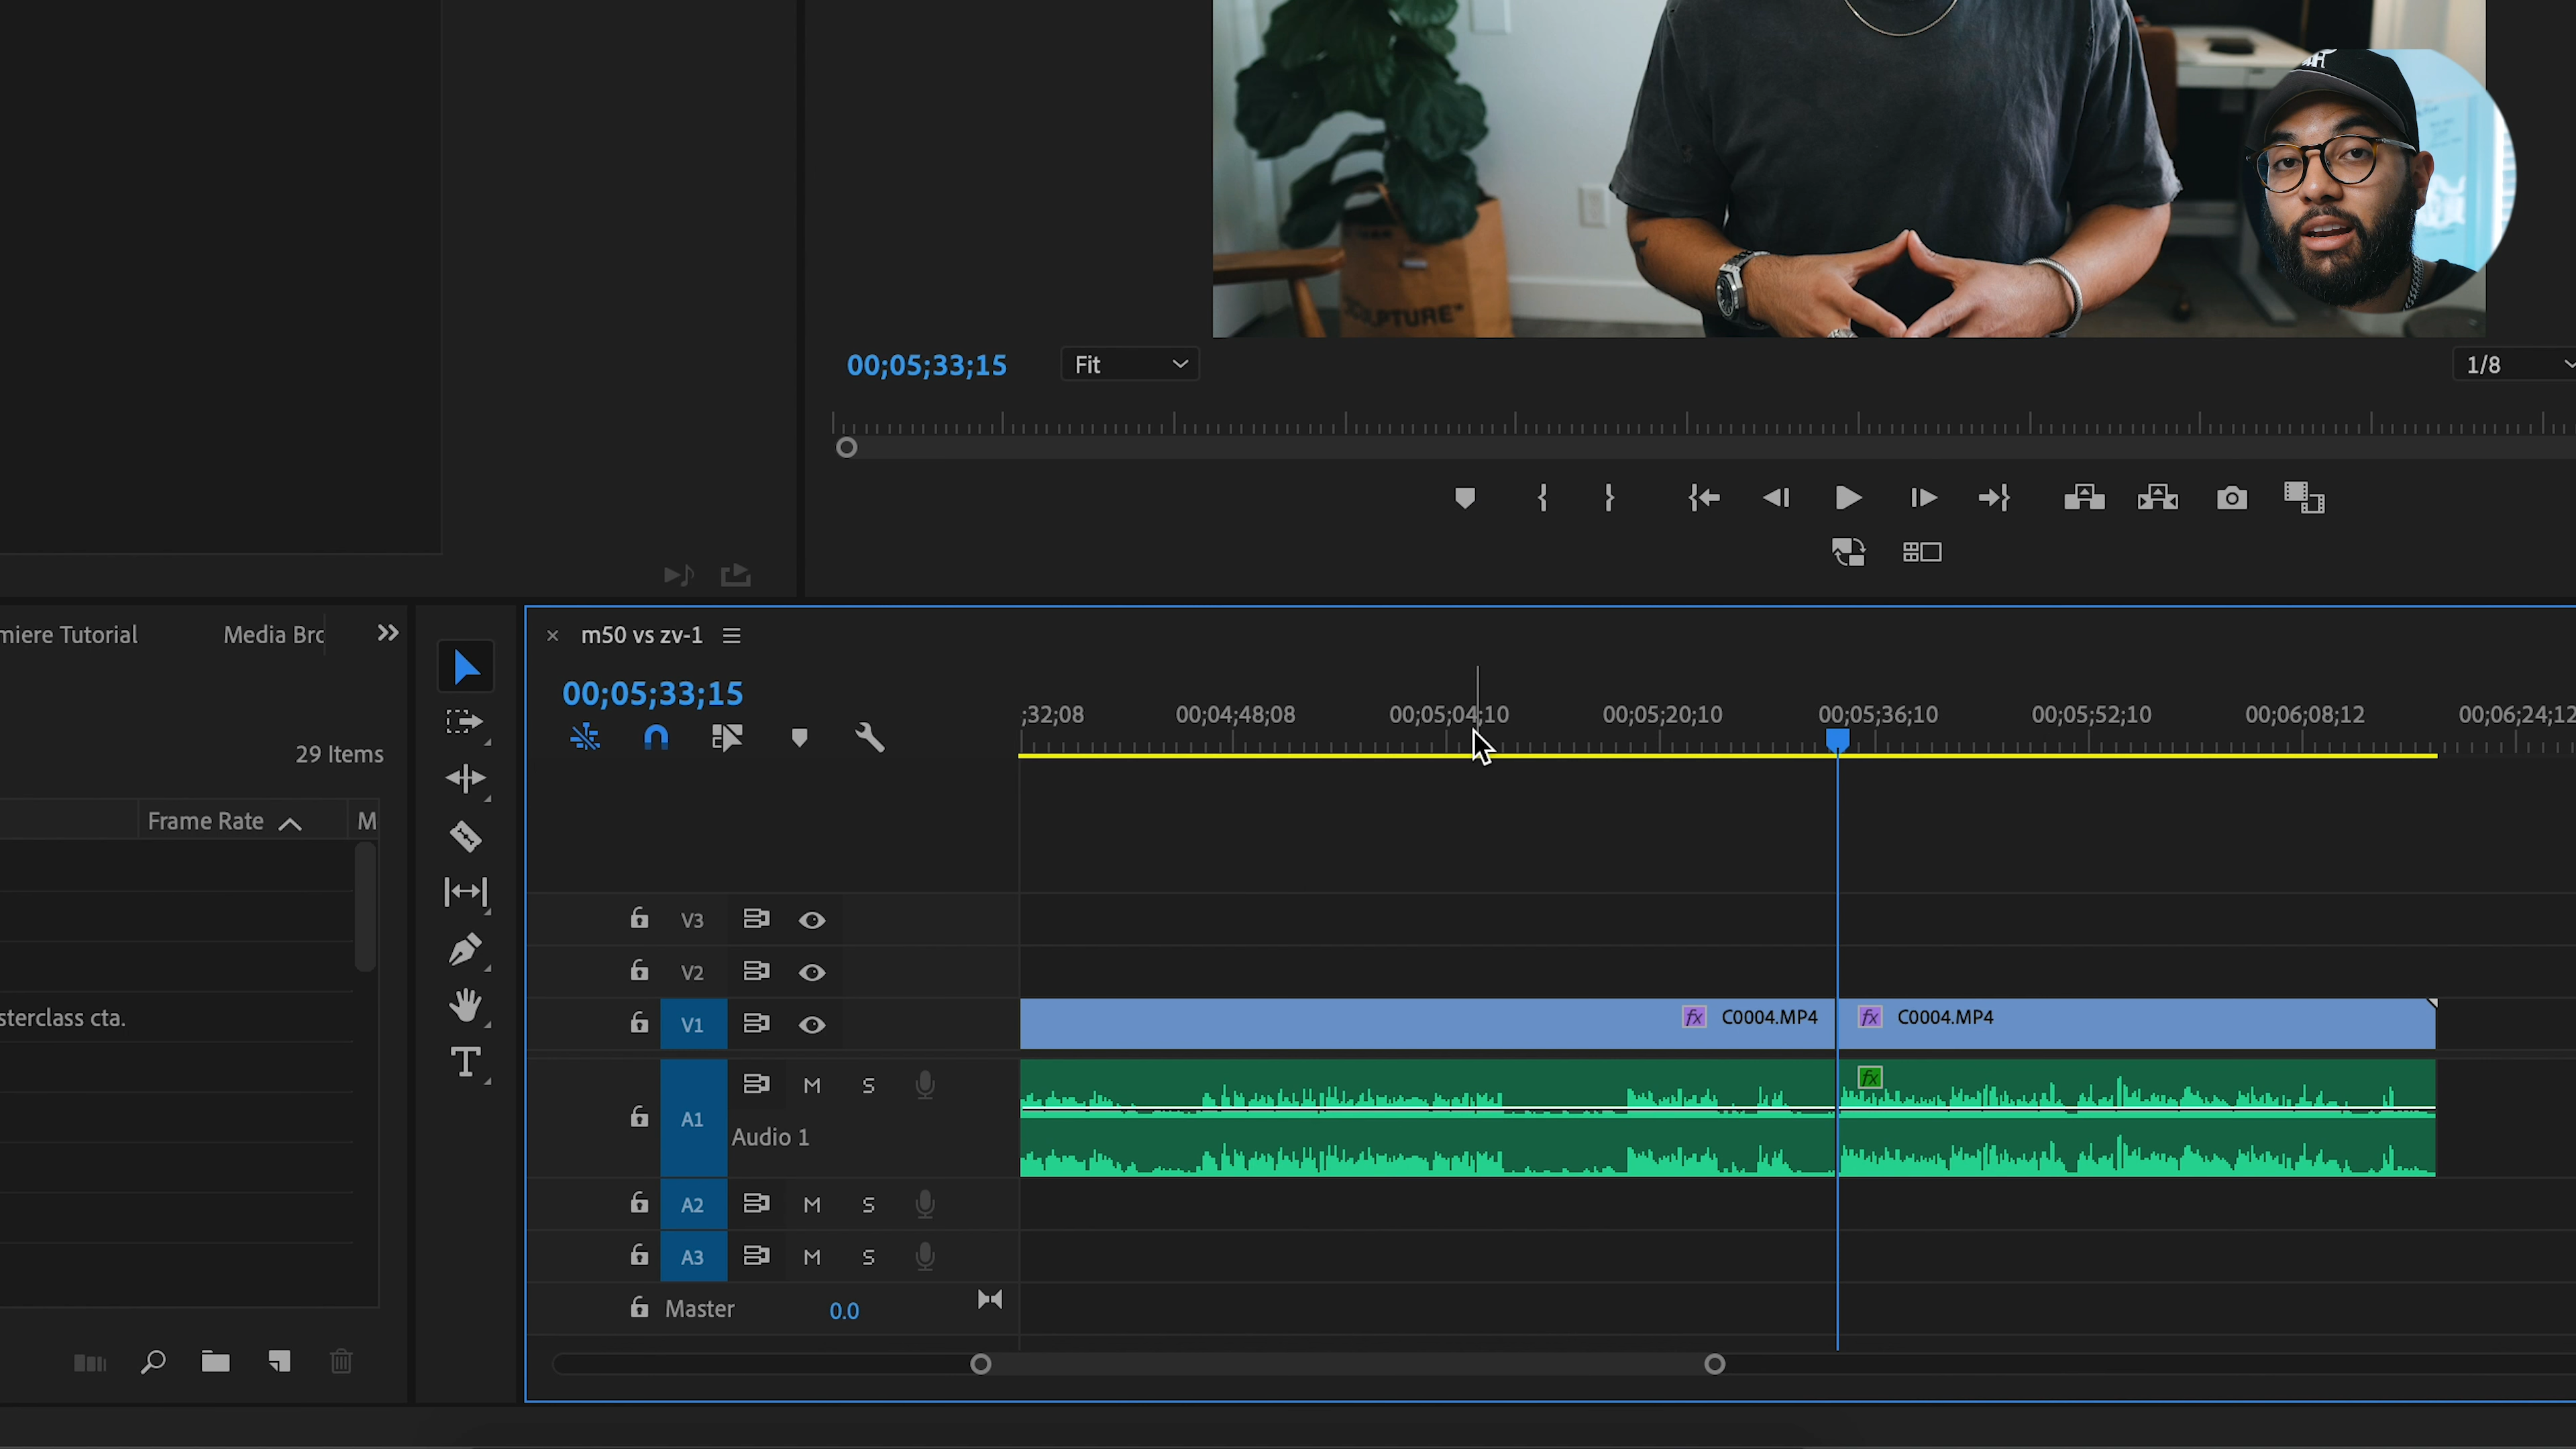 SCULPTURE"
00;05;33;15
Fit
1/8
miere Tutorial
Media Brc
m50 vs zv-1
00;05;33;15
;32;08
00;04;48;08
00;05;04;10
00;05;20;10
00;05;36;10
00;05;52;10
00;06;08;12
00;06;24;12
29 Items
Frame Rate
M
V3
V2
sterclass cta.
V1
fx C0004.MP4
fx C0004.MP4
M S
fx
A1
Audio 1
A2 M S
A3 M S
Master 0.0